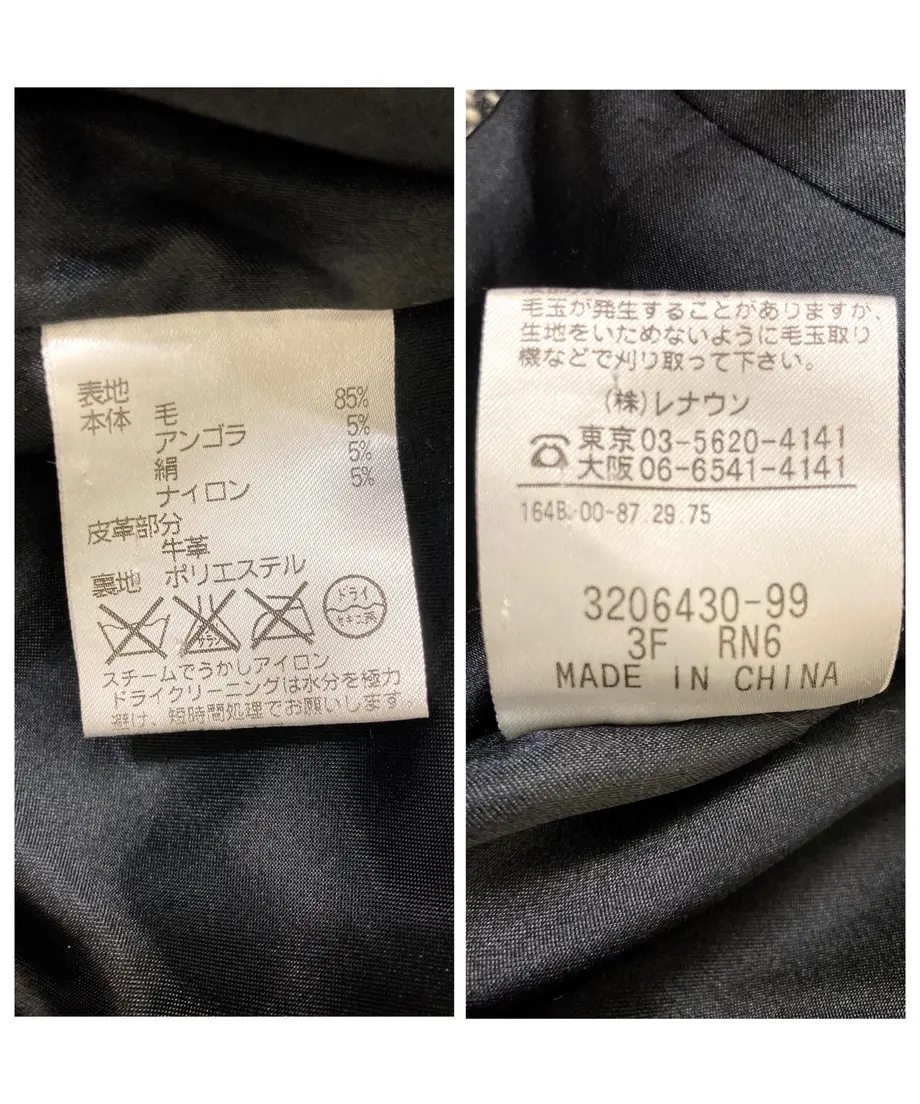 表地
本体 毛 85%
アンゴラ 5%
絹 5%
ナイロン 5%
皮革部分
牛革
裏地 ポリエステル
エンソ
サラシ
ドライ
セキユ系
スチームでうかしアイロン
ドライクリーニングは水分を極力
避け、短時間処理でお願いします
毛玉が発生することがありますが、
生地をいためないように毛玉取り
機などで刈り取って下さい。
(株)レナウン
東京03-5620-4141
大阪06-6541-4141
164B-00-87.29.75
3206430-99
3F RN6
MADE IN CHINA